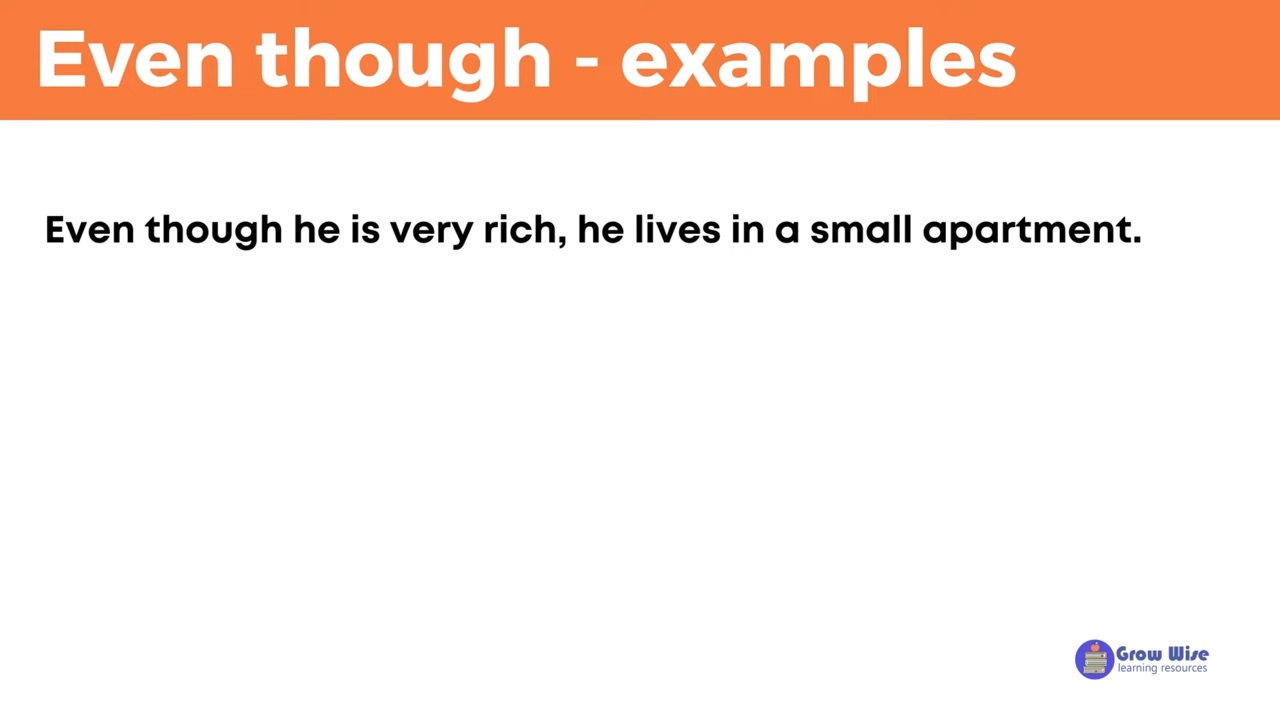 Even though - examples
Even though he is very rich, he lives in a small apartment.
Grow Wise
learning resources